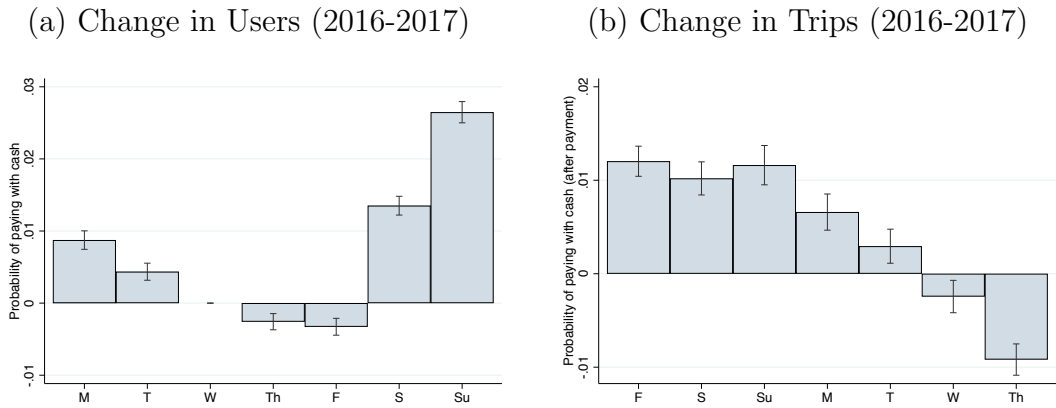 (a) Change in Users (2016-2017)
Probability of paying with cash
.03
.02
.01
0
-.01
M T W Th F S Su
(b) Change in Trips (2016-2017)
Probability of paying with cash (after payment)
.02
.01
0
-.01
F S Su M T W Th